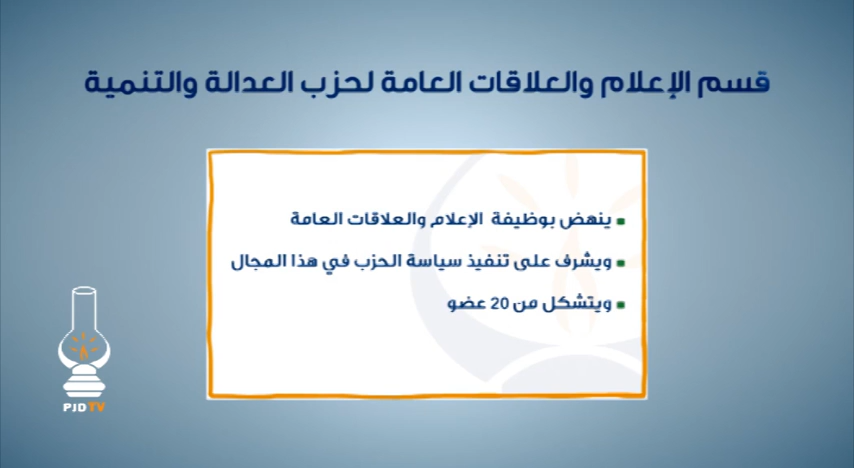 قسم الإعلام والعلاقات العامة لحزب العدالة والتنمية
ينهض بوظيفة الإعلام والعلاقات العامة
ويشرف على تنفيذ سياسة الحزب في هذا المجال
ويتشكل من 20 عضو
PJDTV